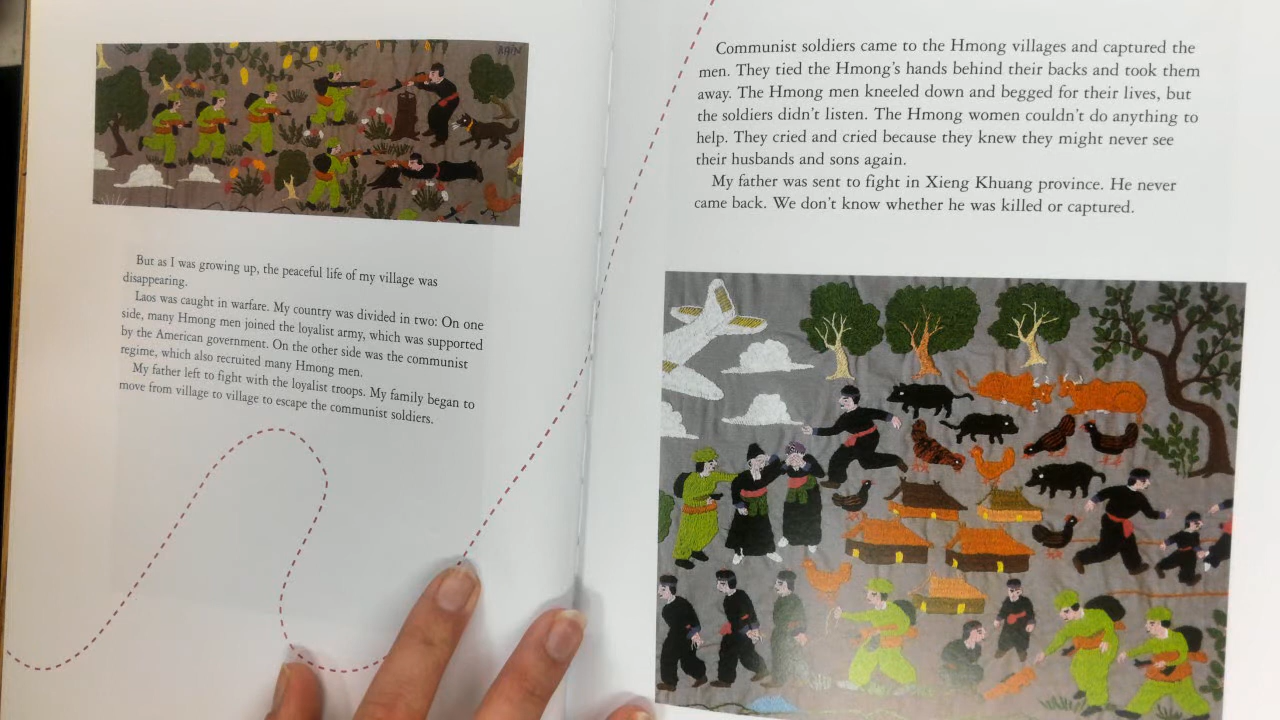 But as I was growing up, the peaceful life of my village was
disappearing.
Laos was caught in warfare. My country was divided in two: On one
side, many Hmong men joined the loyalist army, which was supported
by the American government. On the other side was the communist
regime, which also recruited many Hmong men.
My father left to fight with the loyalist troops. My family began to
move from village to village to escape the communist soldiers.
Communist soldiers came to the Hmong villages and captured the
men. They tied the Hmong's hands behind their backs and took them
away. The Hmong men kneeled down and begged for their lives, but
the soldiers didn't listen. The Hmong women couldn't do anything to
help. They cried and cried because they knew they might never see
their husbands and sons again.
My father was sent to fight in Xieng Khuang province. He never
came back. We don't know whether he was killed or captured.